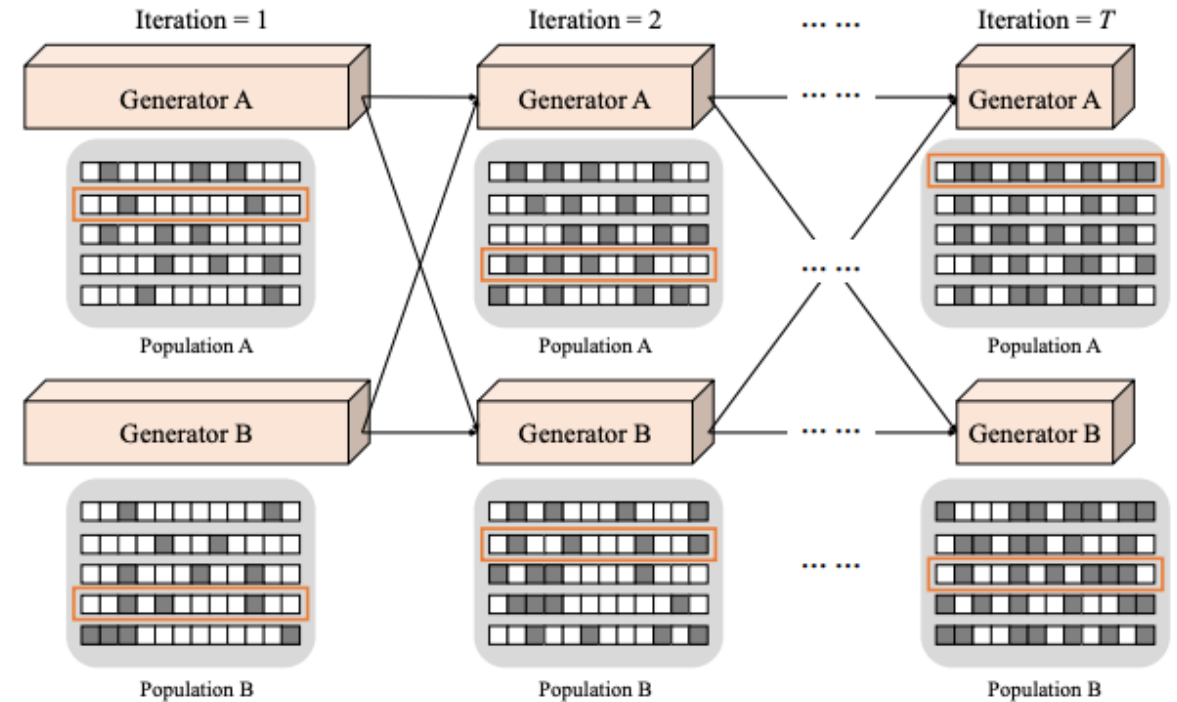 Iteration = 1
Iteration = 2
... ...
Iteration = T
Generator A
Generator A
... ...
Generator A
Population A
Population A
... ...
Population A
Generator B
Generator B
... ...
Generator B
... ...
Population B
Population B
Population B